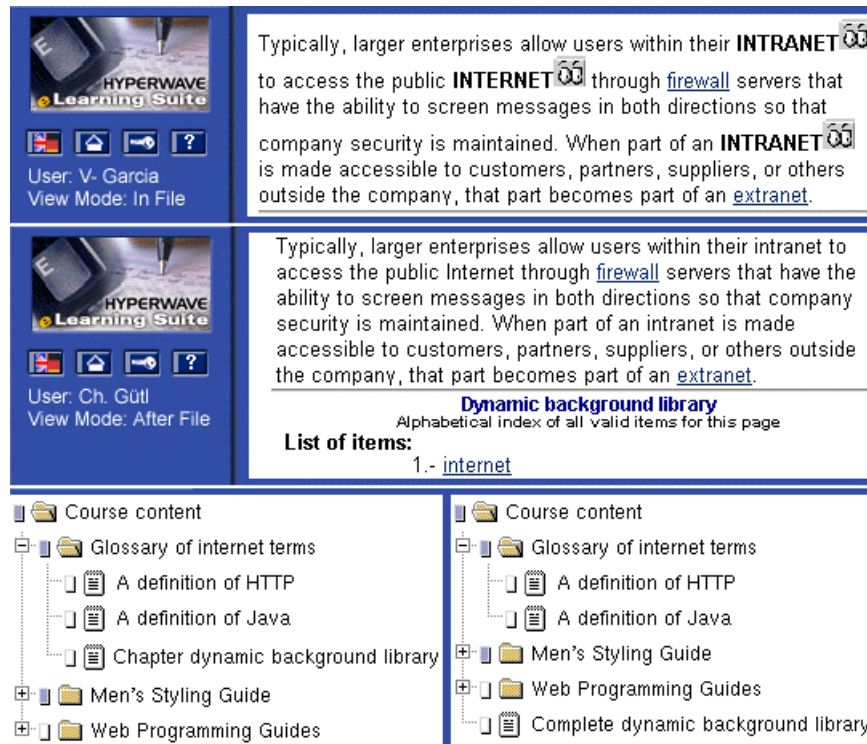 HYPERWAVE
eLearning Suite
?
User: V- Garcia
View Mode: In File
Typically, larger enterprises allow users within their INTRANET
to access the public INTERNET through firewall servers that
have the ability to screen messages in both directions so that
company security is maintained. When part of an INTRANET
is made accessible to customers, partners, suppliers, or others
outside the company, that part becomes part of an extranet.
HYPERWAVE
eLearning Suite
?
User: Ch. Gütl
View Mode: After File
Typically, larger enterprises allow users within their intranet to
access the public Internet through firewall servers that have the
ability to screen messages in both directions so that company
security is maintained. When part of an intranet is made
accessible to customers, partners, suppliers, or others outside
the company, that part becomes part of an extranet.
Dynamic background library
Alphabetical index of all valid items for this page
List of items:
1.- internet
Course content
Glossary of internet terms
A definition of HTTP
A definition of Java
Chapter dynamic background library
Men's Styling Guide
Web Programming Guides
Course content
Glossary of internet terms
A definition of HTTP
A definition of Java
Men's Styling Guide
Web Programming Guides
Complete dynamic background library